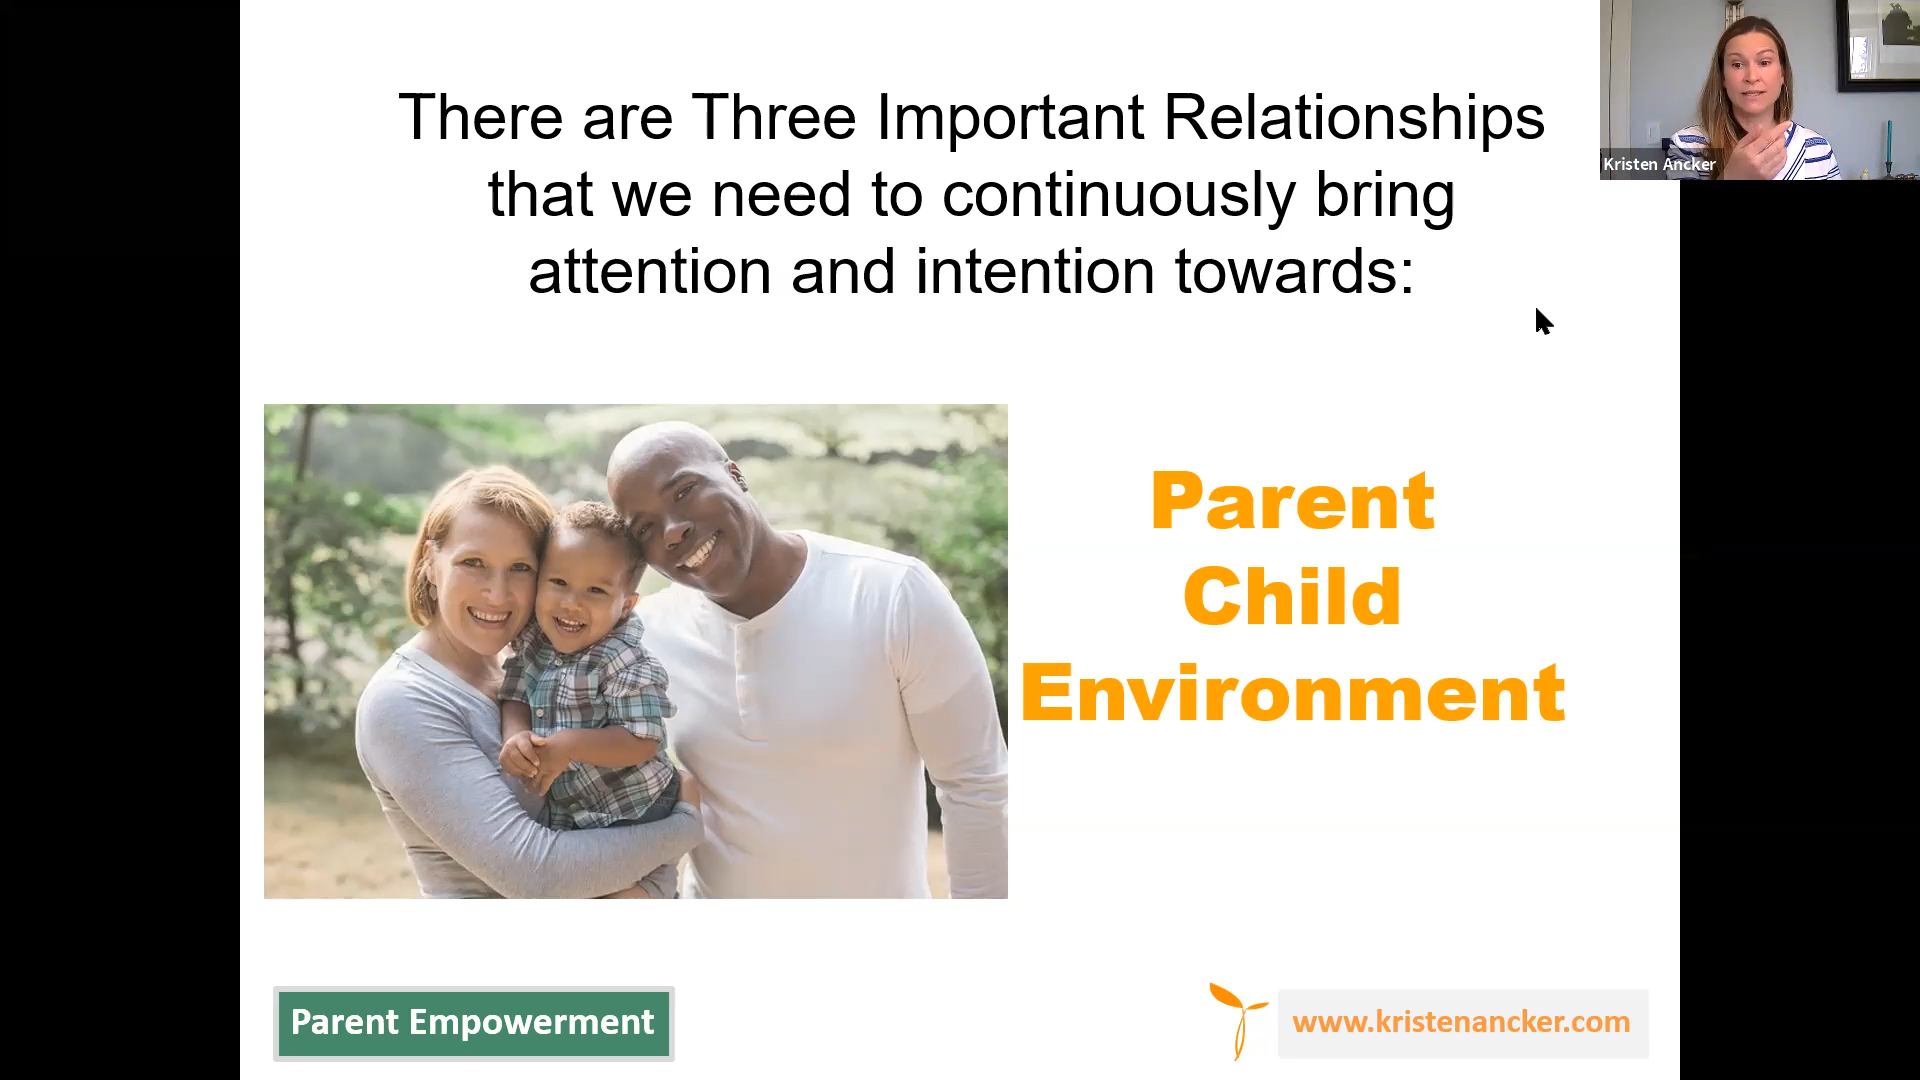 There are Three Important Relationships
that we need to continuously bring
attention and intention towards:
Kristen Ancker
Parent
Child
Environment
Parent Empowerment
www.kristenancker.com